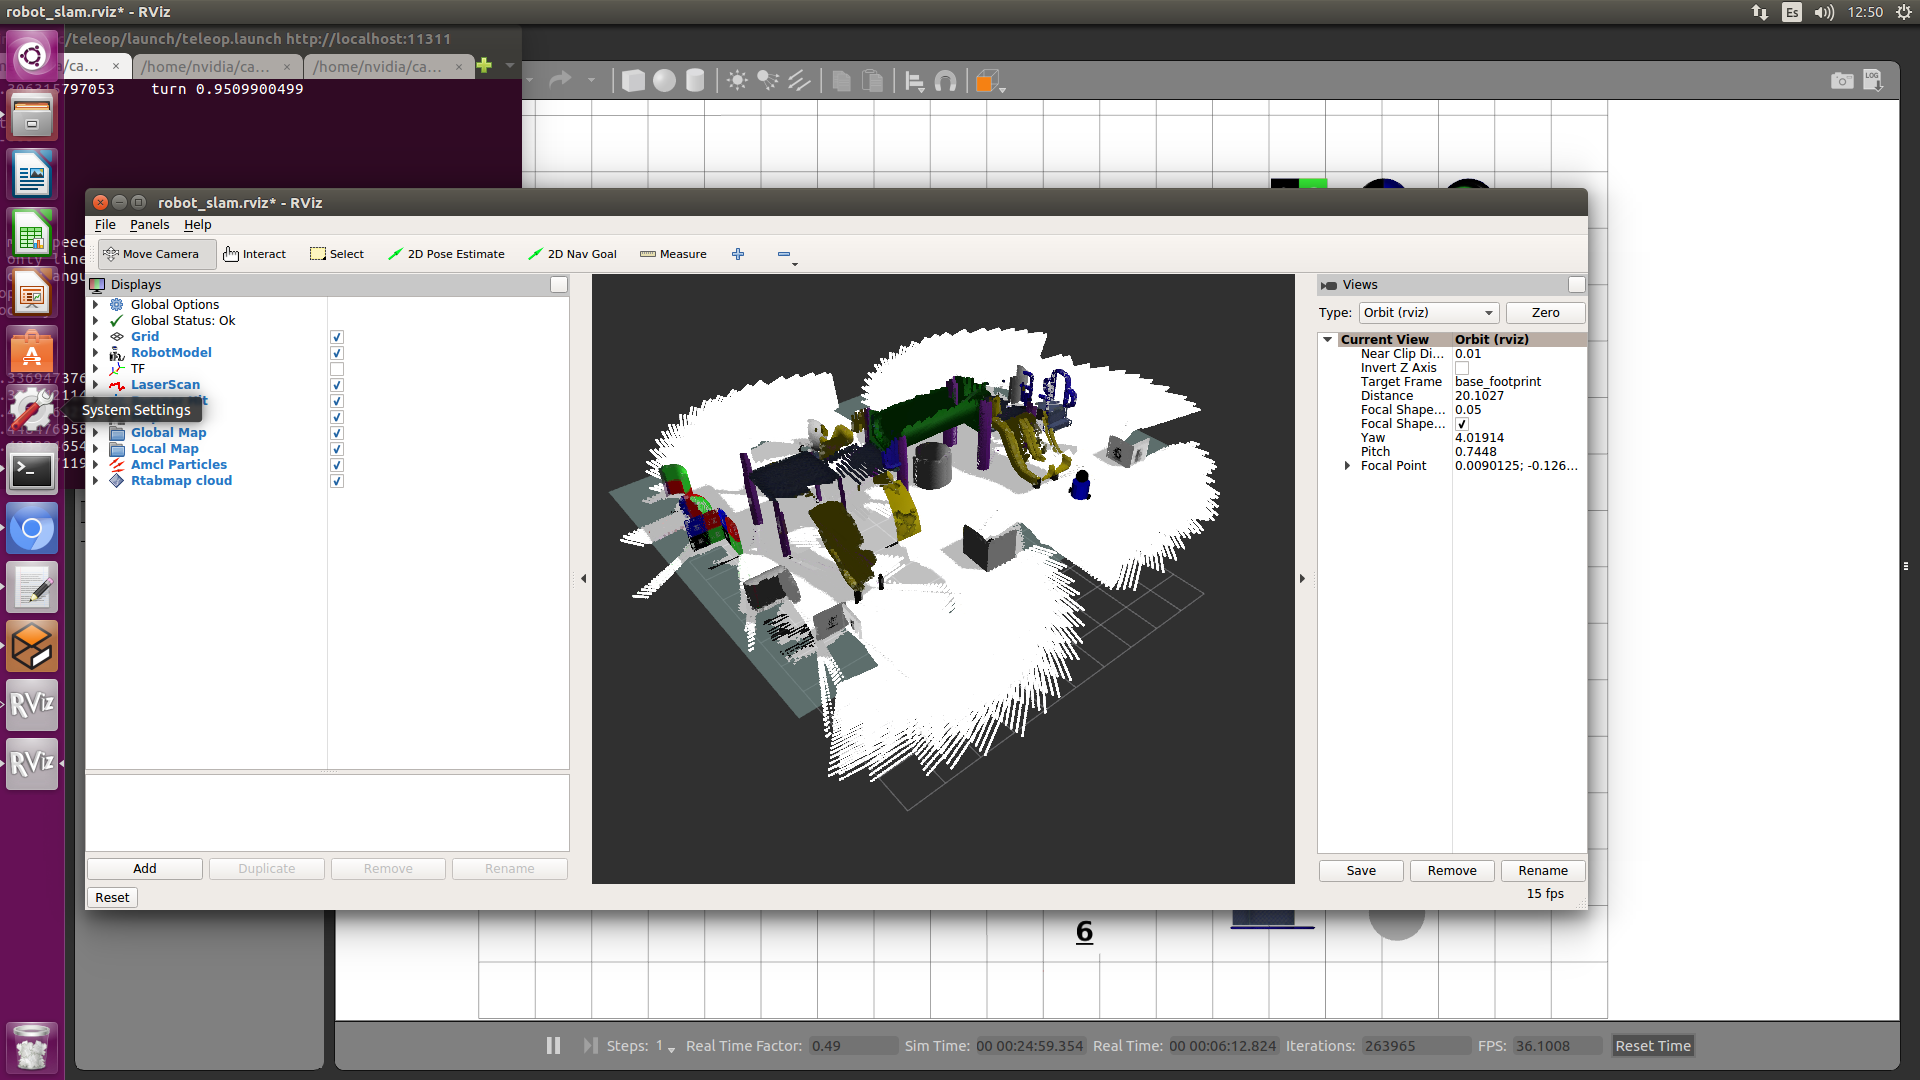 robot_slam.rviz* - RViz
Es
12:50
/teleop/launch/teleop.launch http://localhost:11311
/ca... ×
/home/nvidia/ca... ×
/home/nvidia/ca... ×
5797053 turn 0.9509900499
LOG
robot_slam.rviz* - RViz
File Panels Help
Move Camera Interact Select 2D Pose Estimate 2D Nav Goal Measure
Displays
Global Options
Global Status: Ok
Grid
RobotModel
TF
LaserScan
System Settings
Global Map
Local Map
Amcl Particles
Rtabmap cloud
Add Duplicate Remove Rename
Reset
Views
Type: Orbit (rviz) Zero
Current View Orbit (rviz)
Near Clip Di... 0.01
Invert Z Axis
Target Frame base_footprint
Distance 20.1027
Focal Shape... 0.05
Focal Shape...
Yaw 4.01914
Pitch 0.7448
Focal Point 0.0090125; -0.126...
Save Remove Rename
15 fps
RViz
RViz
6
Steps: 1 Real Time Factor: 0.49 Sim Time: 00 00:24:59.354 Real Time: 00 00:06:12.824 Iterations: 263965 FPS: 36.1008 Reset Time